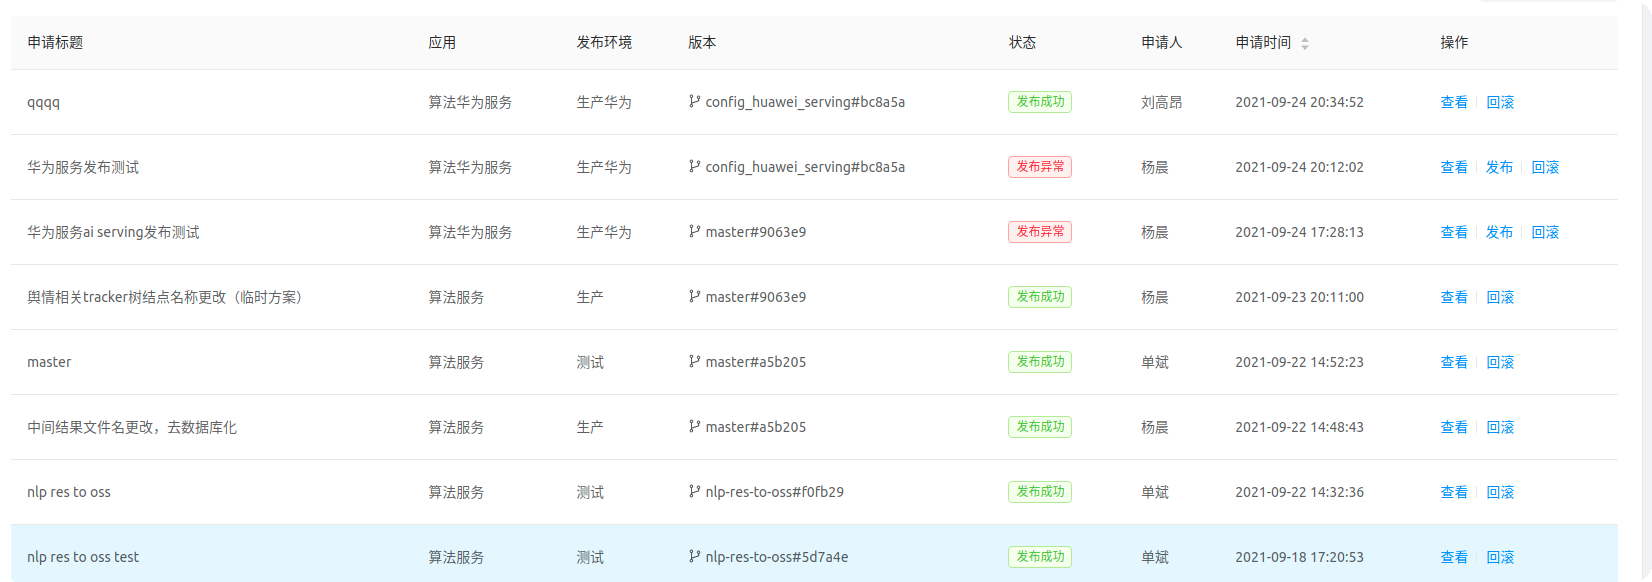 申请标题 应用 发布环境 版本 状态 申请人 申请时间 操作
qqqq 算法华为服务 生产华为 config_huawei_serving#bc8a5a 发布成功 刘高昂 2021-09-24 20:34:52 查看 回滚
华为服务发布测试 算法华为服务 生产华为 config_huawei_serving#bc8a5a 发布异常 杨晨 2021-09-24 20:12:02 查看 发布 回滚
华为服务ai serving发布测试 算法华为服务 生产华为 master#9063e9 发布异常 杨晨 2021-09-24 17:28:13 查看 发布 回滚
舆情相关tracker树结点名称更改（临时方案） 算法服务 生产 master#9063e9 发布成功 杨晨 2021-09-23 20:11:00 查看 回滚
master 算法服务 测试 master#a5b205 发布成功 单斌 2021-09-22 14:52:23 查看 回滚
中间结果文件名更改，去数据库化 算法服务 生产 master#a5b205 发布成功 杨晨 2021-09-22 14:48:43 查看 回滚
nlp res to oss 算法服务 测试 nlp-res-to-oss#f0fb29 发布成功 单斌 2021-09-22 14:32:36 查看 回滚
nlp res to oss test 算法服务 测试 nlp-res-to-oss#5d7a4e 发布成功 单斌 2021-09-18 17:20:53 查看 回滚